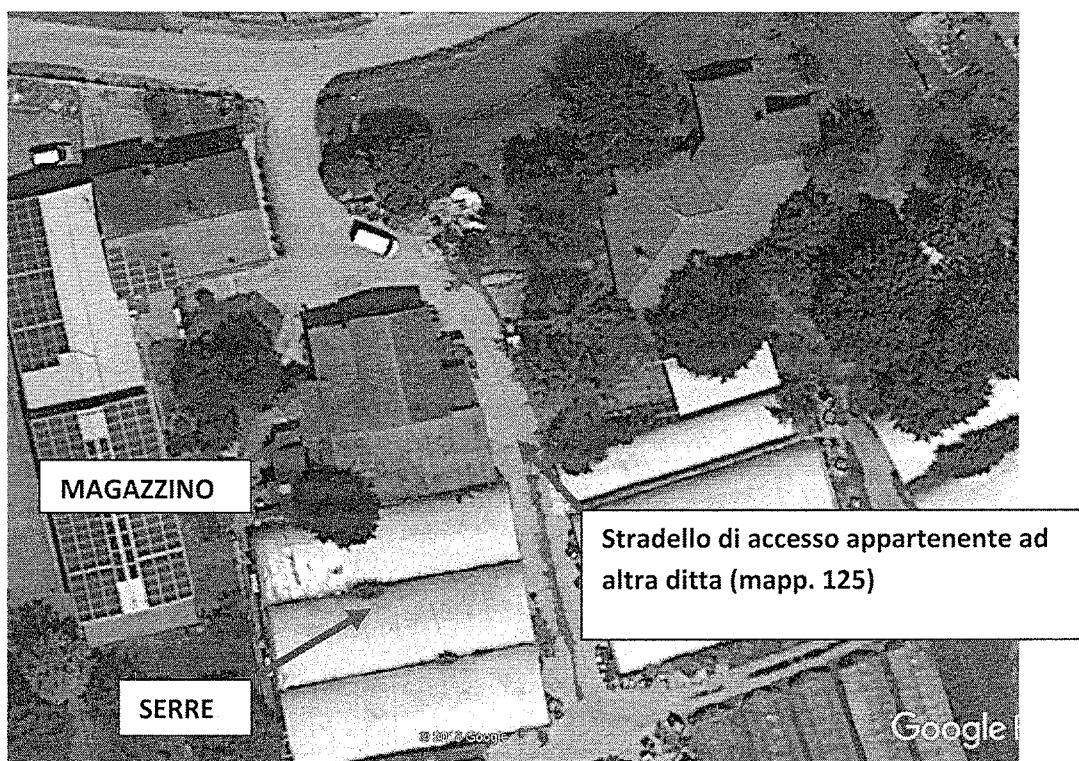 MAGAZZINO
Stradello di accesso appartenente ad
altra ditta (mapp. 125)
SERRE
Google